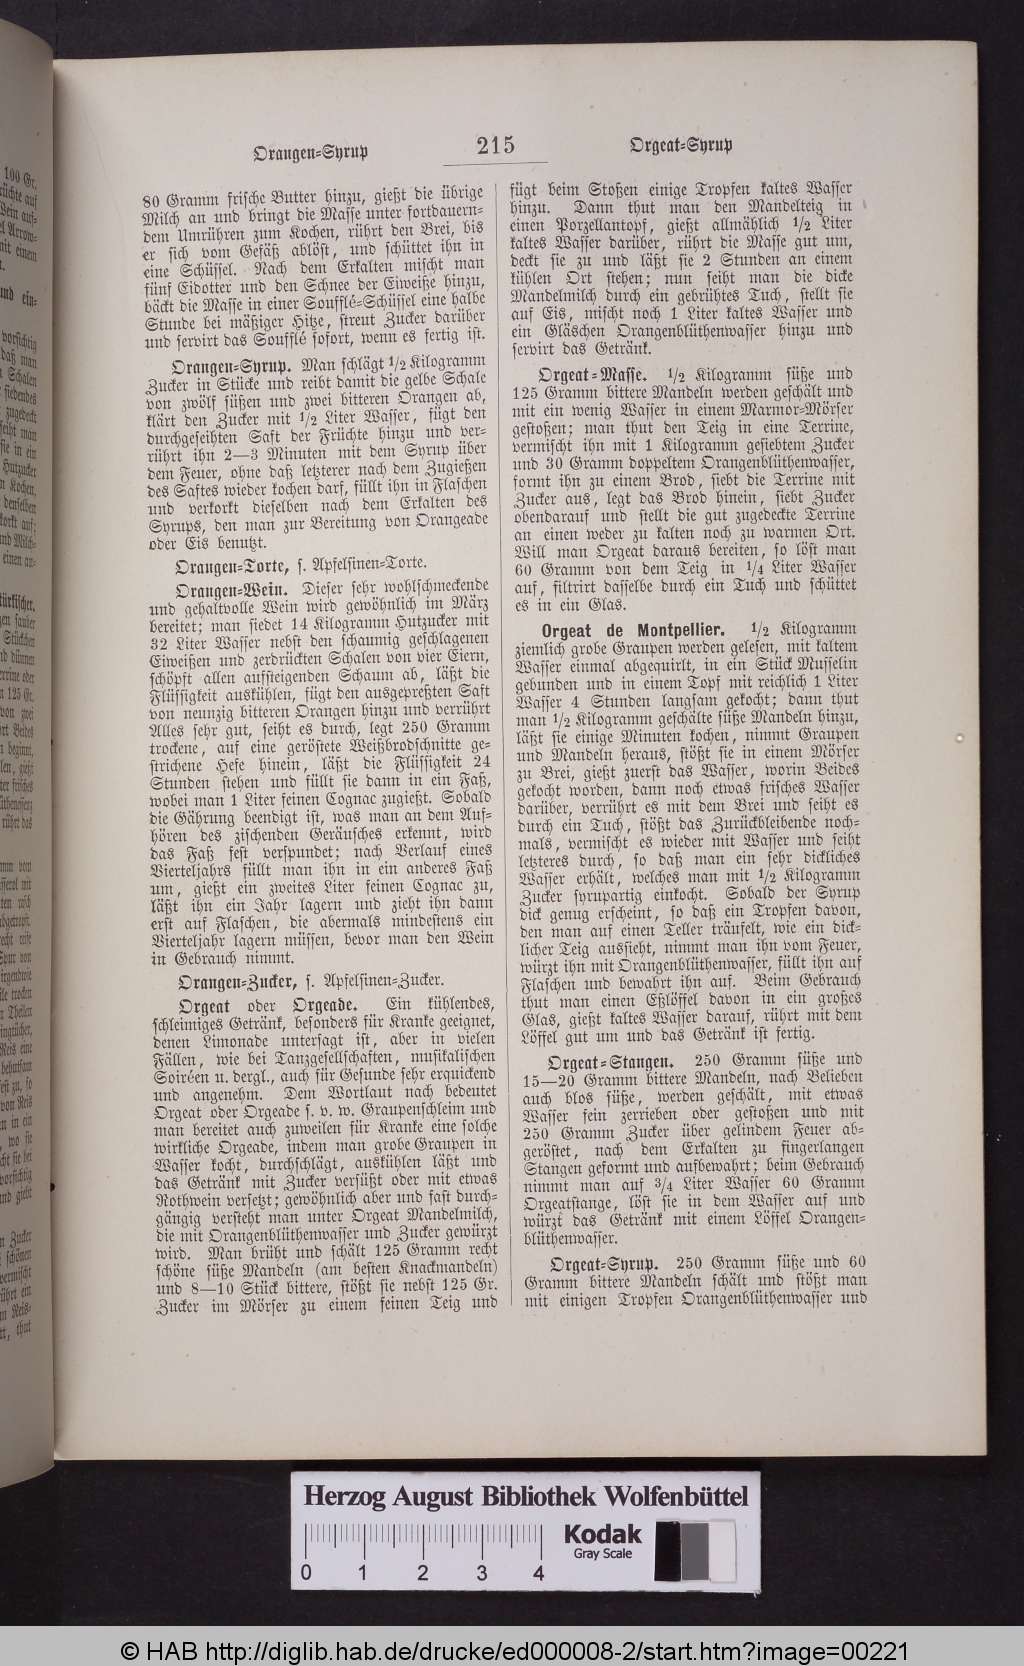 Orangen-Syrup 215 Orgeat-Syrup
80 Gramm frische Butter hinzu, gießt die übrige
Milch an und bringt die Masse unter fortdauern-
dem Umrühren zum Kochen, rührt den Brei, bis
er sich vom Gefäß ablöst, und schüttet ihn in
eine Schüssel. Nach dem Erkalten mischt man
fünf Eidotter und den Schnee der Eiweiße hinzu,
bäckt die Masse in einer Soufflé-Schüssel eine halbe
Stunde bei mäßiger Hitze, streut Zucker darüber
und servirt das Soufflé sofort, wenn es fertig ist.
Orangen-Syrup. Man schlägt 1/2 Kilogramm
Zucker in Stücke und reibt damit die gelbe Schale
von zwölf süßen und zwei bitteren Orangen ab,
klärt den Zucker mit 1/2 Liter Wasser, fügt den
durchgeseihten Saft der Früchte hinzu und ver-
rührt ihn 2—3 Minuten mit dem Syrup über
dem Feuer, ohne daß letzterer nach dem Zugießen
des Saftes wieder kochen darf, füllt ihn in Flaschen
und verkorkt dieselben nach dem Erkalten des
Syrups, den man zur Bereitung von Orangeade
oder Eis benutzt.
Orangen-Torte, s. Apfelsinen-Torte.
Orangen-Wein. Dieser sehr wohlschmeckende
und gehaltvolle Wein wird gewöhnlich im März
bereitet; man siedet 14 Kilogramm Hutzucker mit
32 Liter Wasser nebst den schaumig geschlagenen
Eiweißen und zerdrückten Schalen von vier Eiern,
schöpft allen aufsteigenden Schaum ab, läßt die
Flüssigkeit auskühlen, fügt den ausgepreßten Saft
von neunzig bitteren Orangen hinzu und verrührt
Alles sehr gut, seiht es durch, legt 250 Gramm
trockene, auf eine geröstete Weißbrodschnitte ge-
strichene Hefe hinein, läßt die Flüssigkeit 24
Stunden stehen und füllt sie dann in ein Faß,
wobei man 1 Liter feinen Cognac zugießt. Sobald
die Gährung beendigt ist, was man an dem Auf-
hören des zischenden Geräusches erkennt, wird
das Faß fest verspundet; nach Verlauf eines
Vierteljahrs füllt man ihn in ein anderes Faß
um, gießt ein zweites Liter feinen Cognac zu,
läßt ihn ein Jahr lagern und zieht ihn dann
erst auf Flaschen, die abermals mindestens ein
Vierteljahr lagern müssen, bevor man den Wein
in Gebrauch nimmt.
Orangen-Zucker, s. Apfelsinen-Zucker.
Orgeat oder Orgeade. Ein kühlendes,
schleimiges Getränk, besonders für Kranke geeignet,
denen Limonade untersagt ist, aber in vielen
Fällen, wie bei Tanzgesellschaften, musikalischen
Soiréen u. dergl., auch für Gesunde sehr erquickend
und angenehm. Dem Wortlaut nach bedeutet
Orgeat oder Orgeade s. v. w. Graupenschleim und
man bereitet auch zuweilen für Kranke eine solche
wirkliche Orgeade, indem man grobe Graupen in
Wasser kocht, durchschlägt, auskühlen läßt und
das Getränk mit Zucker versüßt oder mit etwas
Rothwein versetzt; gewöhnlich aber und fast durch-
gängig versteht man unter Orgeat Mandelmilch,
die mit Orangenblüthenwasser und Zucker gewürzt
wird. Man brüht und schält 125 Gramm recht
schöne süße Mandeln (am besten Knackmandeln)
und 8—10 Stück bittere, stößt sie nebst 125 Gr.
Zucker im Mörser zu einem feinen Teig und
fügt beim Stoßen einige Tropfen kaltes Wasser
hinzu. Dann thut man den Mandelteig in
einen Porzellantopf, gießt allmählich 1/2 Liter
kaltes Wasser darüber, rührt die Masse gut um,
deckt sie zu und läßt sie 2 Stunden an einem
kühlen Ort stehen; nun seiht man die dicke
Mandelmilch durch ein gebrühtes Tuch, stellt sie
auf Eis, mischt noch 1 Liter kaltes Wasser und
ein Gläschen Orangenblüthenwasser hinzu und
servirt das Getränk.
Orgeat-Masse. 1/2 Kilogramm süße und
125 Gramm bittere Mandeln werden geschält und
mit ein wenig Wasser in einem Marmor-Mörser
gestoßen; man thut den Teig in eine Terrine,
vermischt ihn mit 1 Kilogramm gesiebtem Zucker
und 30 Gramm doppeltem Orangenblüthenwasser,
formt ihn zu einem Brod, siebt die Terrine mit
Zucker aus, legt das Brod hinein, siebt Zucker
obendarauf und stellt die gut zugedeckte Terrine
an einen weder zu kalten noch zu warmen Ort.
Will man Orgeat daraus bereiten, so löst man
60 Gramm von dem Teig in 1/4 Liter Wasser
auf, filtrirt dasselbe durch ein Tuch und schüttet
es in ein Glas.
Orgeat de Montpellier. 1/2 Kilogramm
ziemlich grobe Graupen werden gelesen, mit kaltem
Wasser einmal abgequirlt, in ein Stück Musselin
gebunden und in einem Topf mit reichlich 1 Liter
Wasser 4 Stunden langsam gekocht; dann thut
man 1/2 Kilogramm geschälte süße Mandeln hinzu,
läßt sie einige Minuten kochen, nimmt Graupen
und Mandeln heraus, stößt sie in einem Mörser
zu Brei, gießt zuerst das Wasser, worin Beides
gekocht worden, dann noch etwas frisches Wasser
darüber, verrührt es mit dem Brei und seiht es
durch ein Tuch, stößt das Zurückbleibende noch-
mals, vermischt es wieder mit Wasser und seiht
letzteres durch, so daß man ein sehr dickliches
Wasser erhält, welches man mit 1/2 Kilogramm
Zucker syrupartig einkocht. Sobald der Syrup
dick genug erscheint, so daß ein Tropfen davon,
den man auf einen Teller träufelt, wie ein dick-
licher Teig aussieht, nimmt man ihn vom Feuer,
würzt ihn mit Orangenblüthenwasser, füllt ihn auf
Flaschen und bewahrt ihn auf. Beim Gebrauch
thut man einen Eßlöffel davon in ein großes
Glas, gießt kaltes Wasser darauf, rührt mit dem
Löffel gut um und das Getränk ist fertig.
Orgeat-Stangen. 250 Gramm süße und
15—20 Gramm bittere Mandeln, nach Belieben
auch blos süße, werden geschält, mit etwas
Wasser fein zerrieben oder gestoßen und mit
250 Gramm Zucker über gelindem Feuer ab-
geröstet, nach dem Erkalten zu fingerlangen
Stangen geformt und aufbewahrt; beim Gebrauch
nimmt man auf 3/4 Liter Wasser 60 Gramm
Orgeatstange, löst sie in dem Wasser auf und
würzt das Getränk mit einem Löffel Orangen-
blüthenwasser.
Orgeat-Syrup. 250 Gramm süße und 60
Gramm bittere Mandeln schält und stößt man
mit einigen Tropfen Orangenblüthenwasser und
Herzog August Bibliothek Wolfenbüttel
Kodak
Gray Scale
0 1 2 3 4
© HAB http://diglib.hab.de/drucke/ed000008-2/start.htm?image=00221